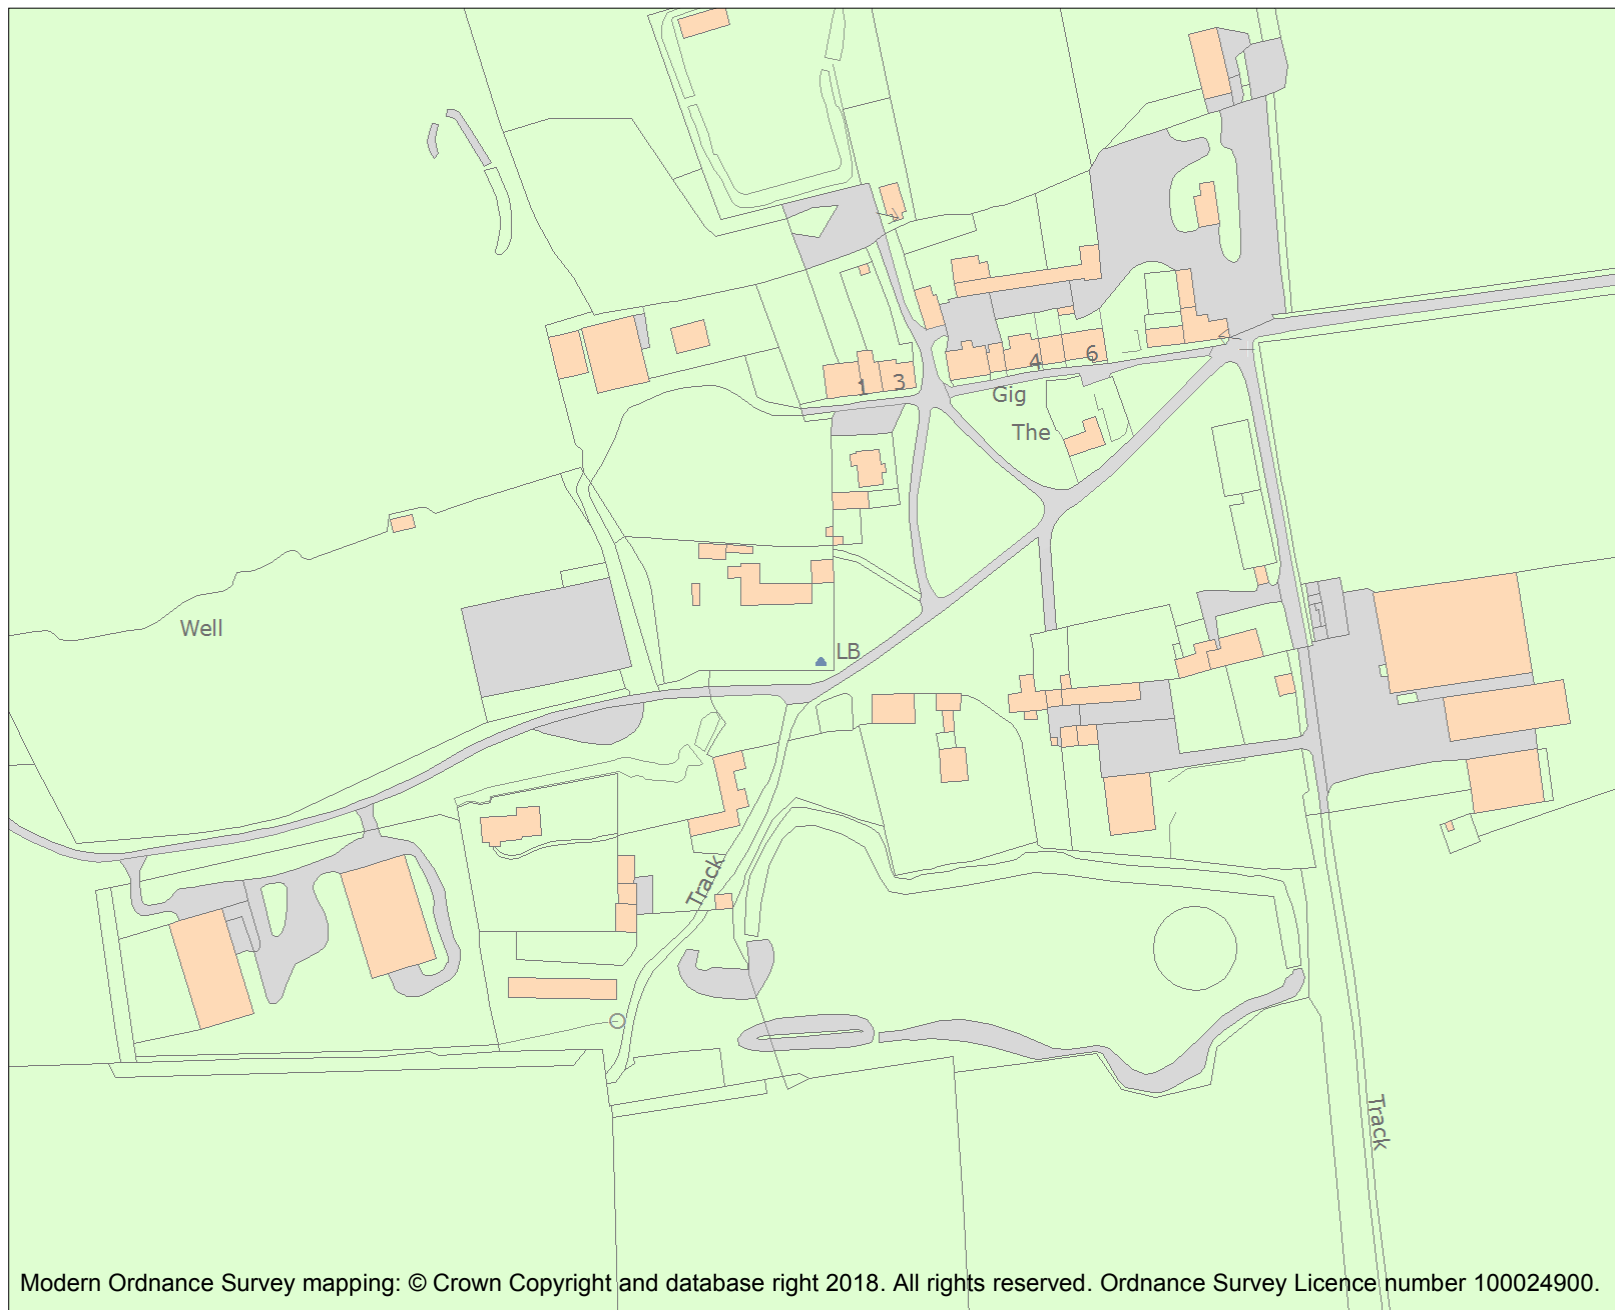 4
6
1
3
Gig
The
Well
LB
Track
Track
Modern Ordnance Survey mapping: © Crown Copyright and database right 2018. All rights reserved. Ordnance Survey Licence number 100024900.